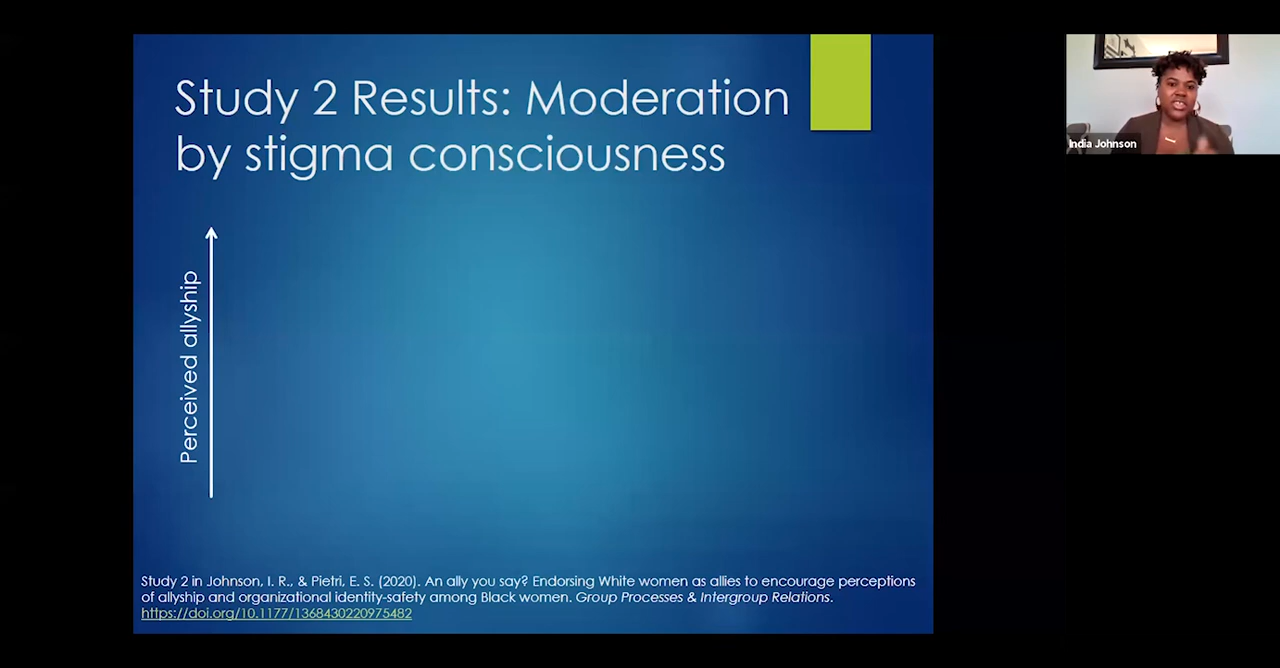 Study 2 Results: Moderation
by stigma consciousness
Perceived allyship
Study 2 in Johnson, I. R., & Pietri, E. S. (2020). An ally you say? Endorsing White women as allies to encourage perceptions
of allyship and organizational identity-safety among Black women. Group Processes & Intergroup Relations.
https://doi.org/10.1177/1368430220975482
India Johnson